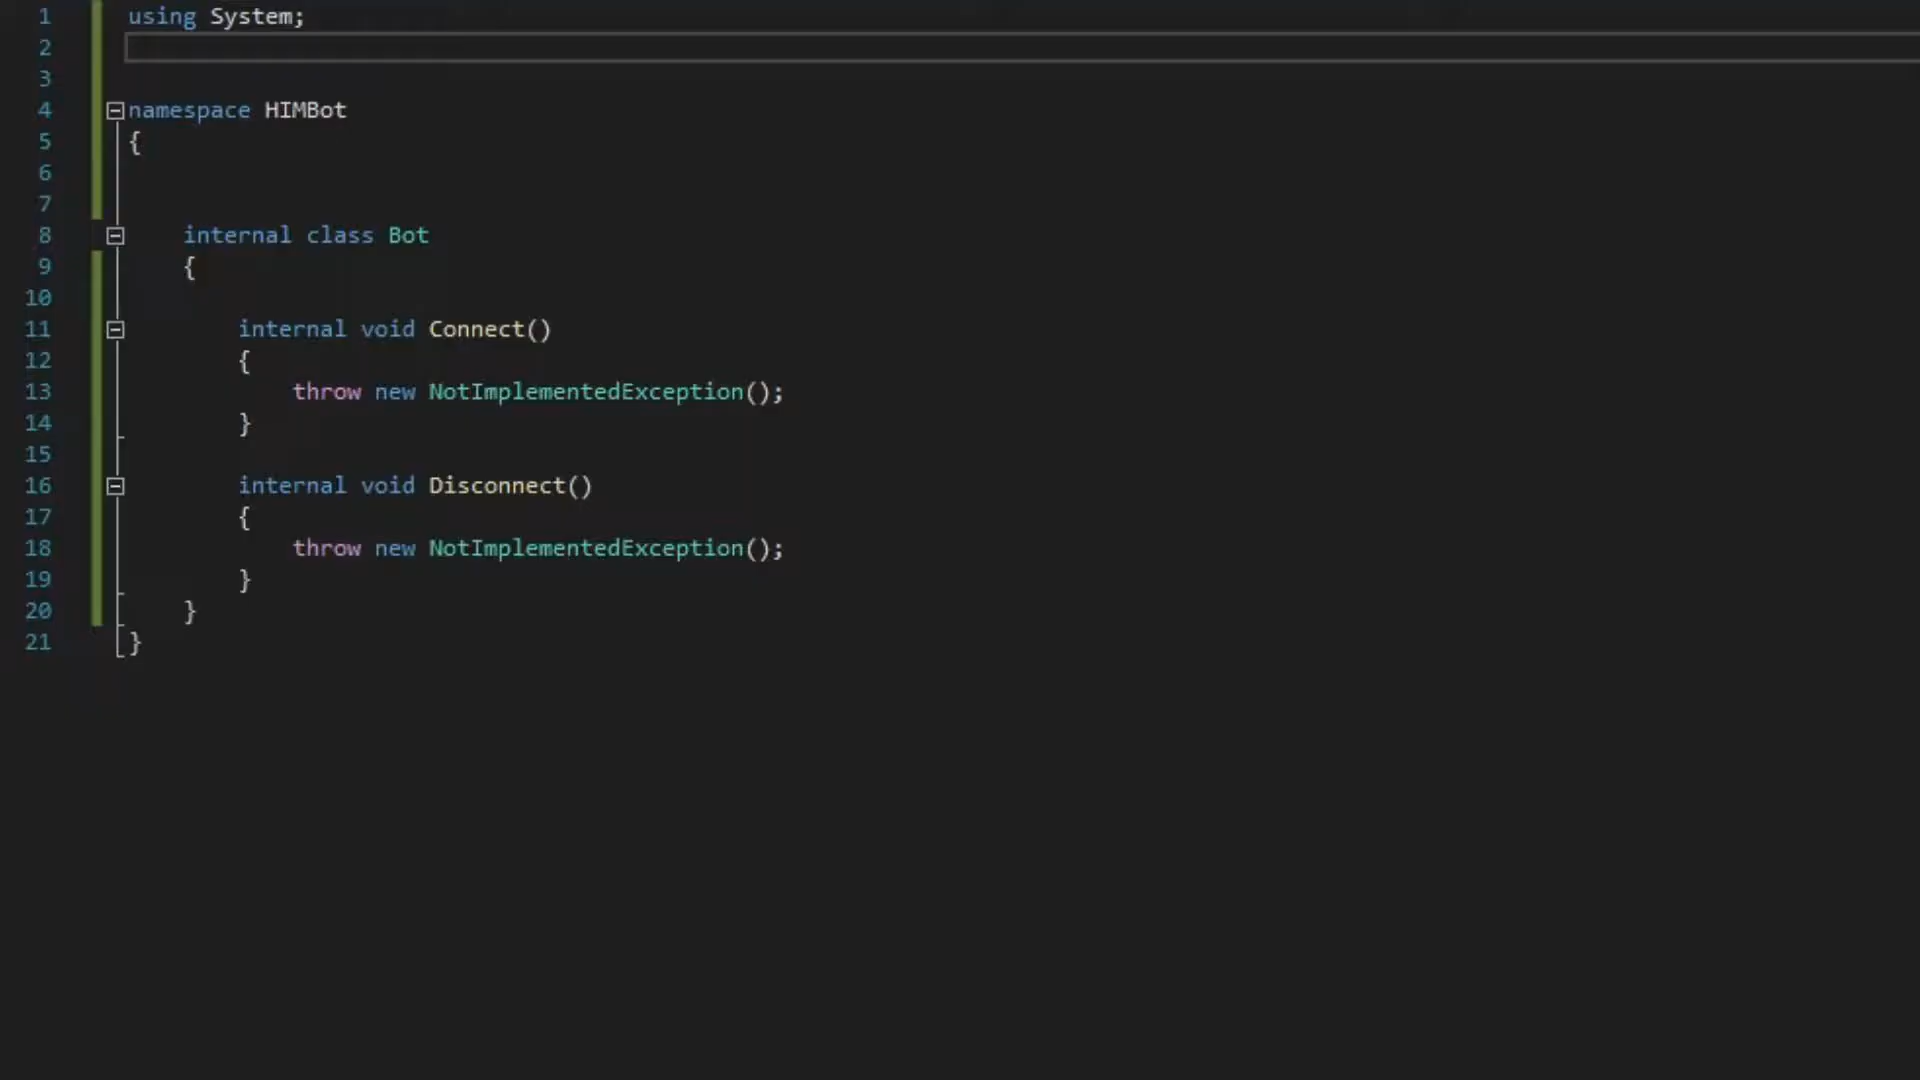 1 using System;
2
3
4 namespace HIMBot
5 {
6
7
8 internal class Bot
9 {
10
11 internal void Connect()
12 {
13 throw new NotImplementedException();
14 }
15
16 internal void Disconnect()
17 {
18 throw new NotImplementedException();
19 }
20 }
21 }